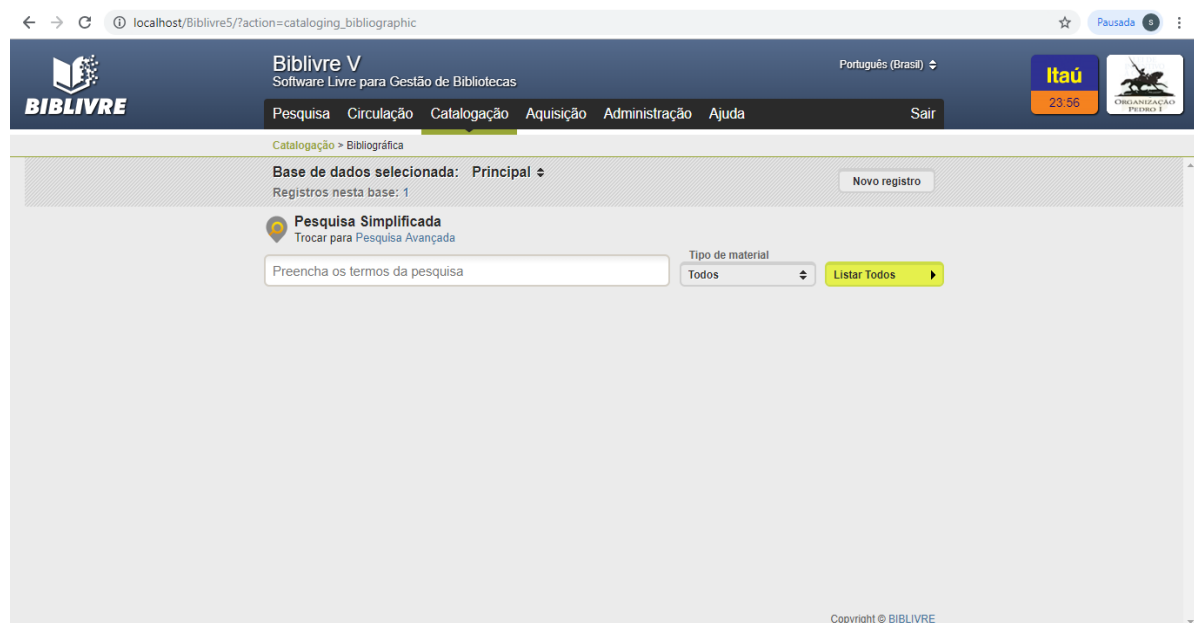 localhost/Biblivre5/?action=cataloging_bibliographic
Pausada
s
BIBLIVRE
Biblivre V
Software Livre para Gestão de Bibliotecas
Português (Brasil)
Pesquisa Circulação Catalogação Aquisição Administração Ajuda Sair
Itaú
23:56
ORGANIZAÇÃO
PEDRO I
Catalogação > Bibliográfica
Base de dados selecionada: Principal
Registros nesta base: 1
Novo registro
Pesquisa Simplificada
Trocar para Pesquisa Avançada
Tipo de material
Preencha os termos da pesquisa
Todos
Listar Todos
Copyright © BIBLIVRE